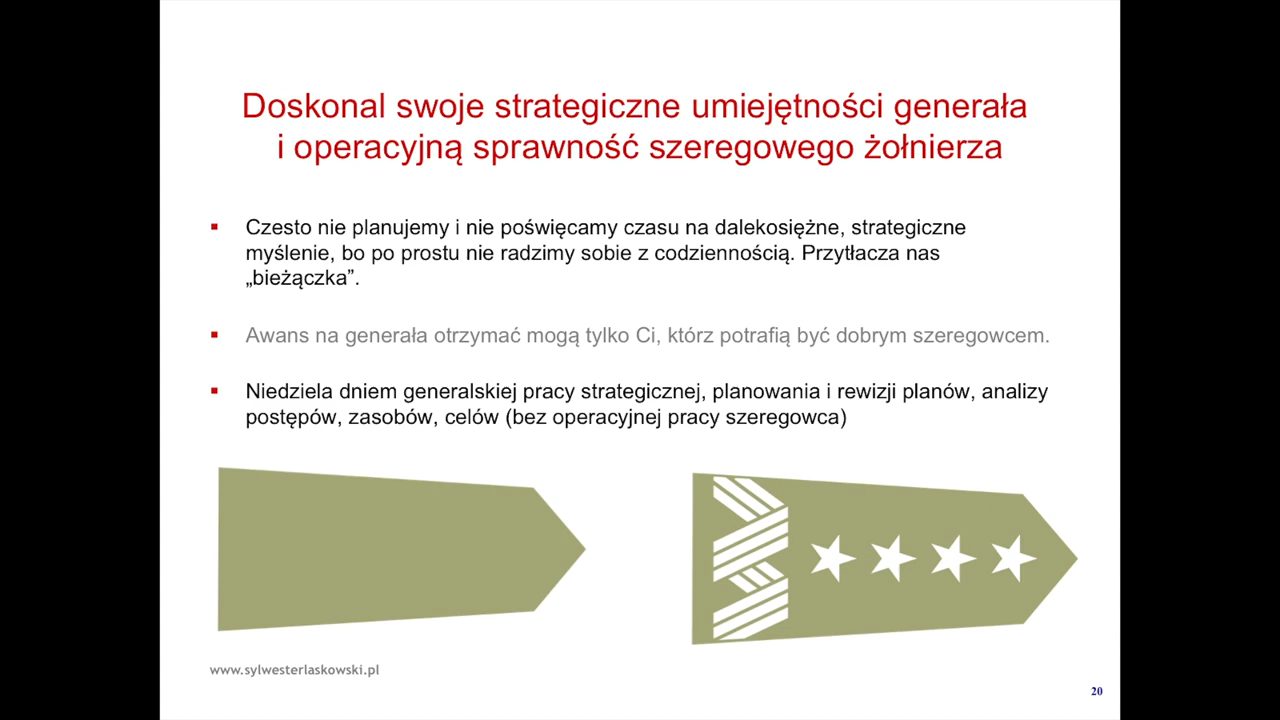 Doskonal swoje strategiczne umiejętności generała
i operacyjną sprawność szeregowego żołnierza
▪ Czesto nie planujemy i nie poświęcamy czasu na dalekosiężne, strategiczne
myślenie, bo po prostu nie radzimy sobie z codziennością. Przytłacza nas
„bieżączka”.
▪ Awans na generała otrzymać mogą tylko Ci, którz potrafią być dobrym szeregowcem.
▪ Niedziela dniem generalskiej pracy strategicznej, planowania i rewizji planów, analizy
postępów, zasobów, celów (bez operacyjnej pracy szeregowca)
www.sylwesterlaskowski.pl
20